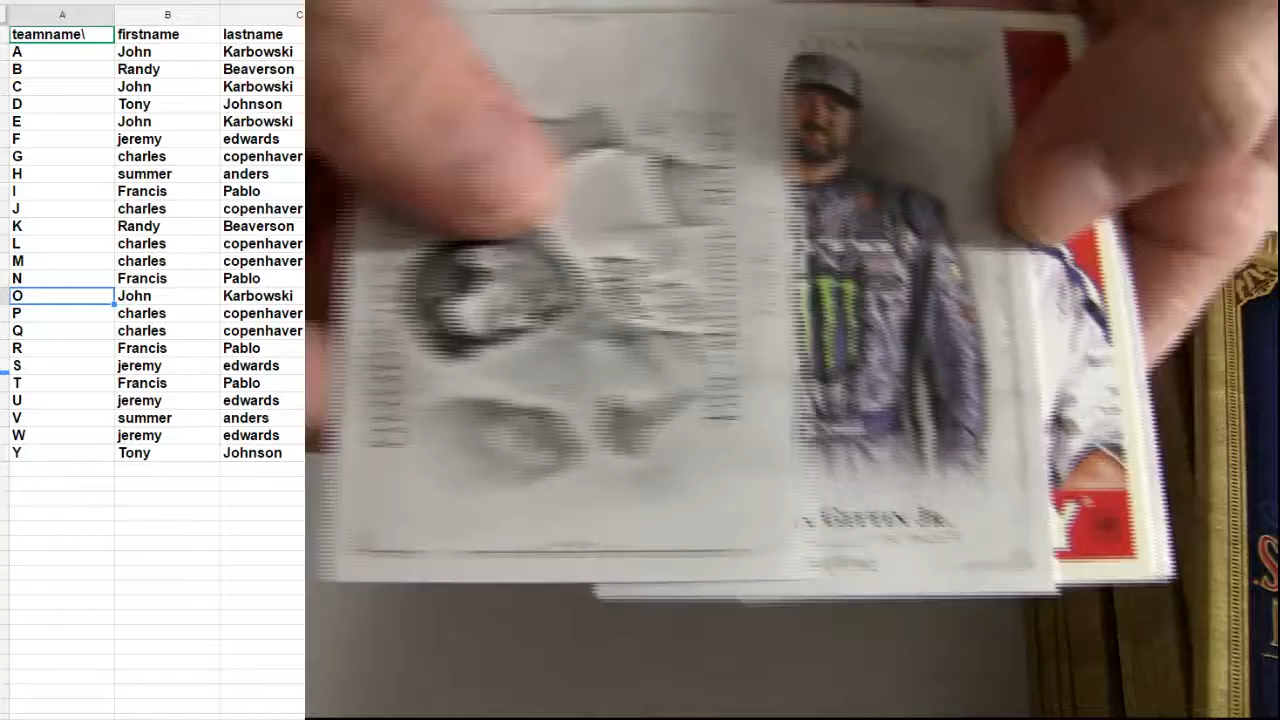 A B C
teamname\ firstname lastname
A John Karbowski
B Randy Beaverson
C John Karbowski
D Tony Johnson
E John Karbowski
F jeremy edwards
G charles copenhaver
H summer anders
I Francis Pablo
J charles copenhaver
K Randy Beaverson
L charles copenhaver
M charles copenhaver
N Francis Pablo
O John Karbowski
P charles copenhaver
Q charles copenhaver
R Francis Pablo
S jeremy edwards
T Francis Pablo
U jeremy edwards
V summer anders
W jeremy edwards
Y Tony Johnson